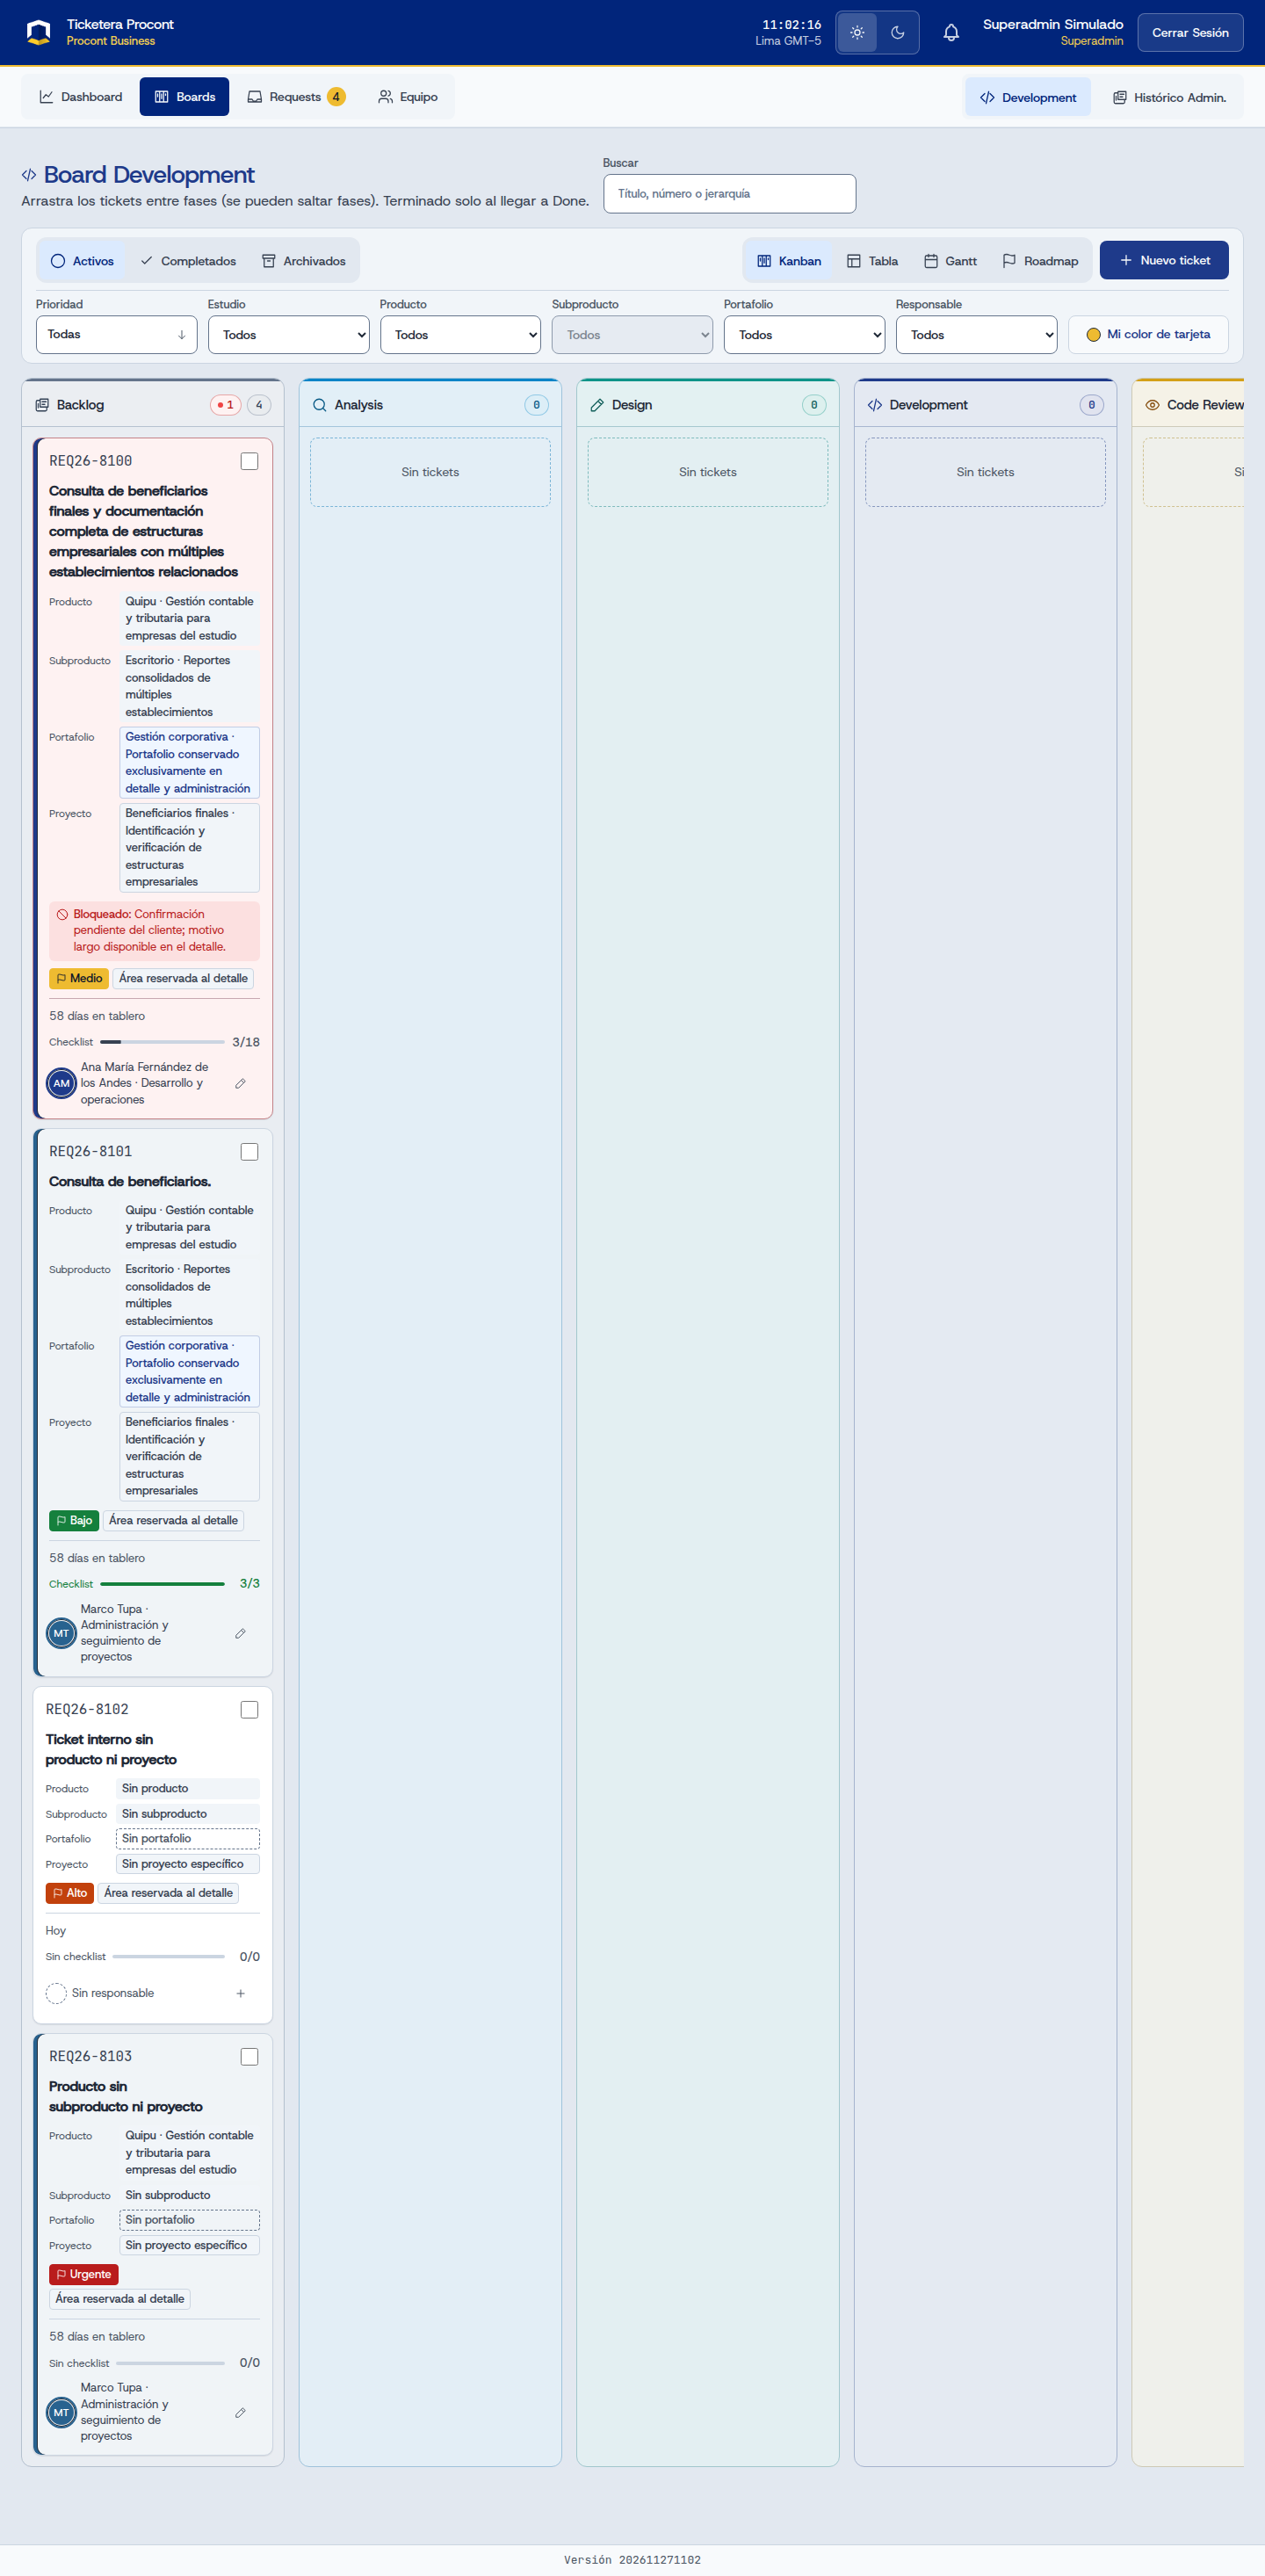 Ticketera Procont
Procont Business
11:02:16
Lima GMT-5
Superadmin Simulado
Superadmin
Cerrar Sesión
Dashboard
Boards
Requests 4
Equipo
Development
Histórico Admin.
Board Development
Arrastra los tickets entre fases (se pueden saltar fases). Terminado solo al llegar a Done.
Buscar
Título, número o jerarquía
Activos
Completados
Archivados
Kanban
Tabla
Gantt
Roadmap
Nuevo ticket
Prioridad
Todas
Estudio
Todos
Producto
Todos
Subproducto
Todos
Portafolio
Todos
Responsable
Todos
Mi color de tarjeta
Backlog
1
4
Analysis
0
Design
0
Development
0
Code Review
Sin tickets
Sin tickets
Sin tickets
Si
REQ26-8100
Consulta de beneficiarios
finales y documentación
completa de estructuras
empresariales con múltiples
establecimientos relacionados
Producto
Quipu · Gestión contable
y tributaria para
empresas del estudio
Subproducto
Escritorio · Reportes
consolidados de
múltiples
establecimientos
Portafolio
Gestión corporativa ·
Portafolio conservado
exclusivamente en
detalle y administración
Proyecto
Beneficiarios finales ·
Identificación y
verificación de
estructuras
empresariales
Bloqueado: Confirmación
pendiente del cliente; motivo
largo disponible en el detalle.
Medio
Área reservada al detalle
58 días en tablero
Checklist
3/18
AM
Ana María Fernández de
los Andes · Desarrollo y
operaciones
REQ26-8101
Consulta de beneficiarios.
Producto
Quipu · Gestión contable
y tributaria para
empresas del estudio
Subproducto
Escritorio · Reportes
consolidados de
múltiples
establecimientos
Portafolio
Gestión corporativa ·
Portafolio conservado
exclusivamente en
detalle y administración
Proyecto
Beneficiarios finales ·
Identificación y
verificación de
estructuras
empresariales
Bajo
Área reservada al detalle
58 días en tablero
Checklist
3/3
MT
Marco Tupa ·
Administración y
seguimiento de
proyectos
REQ26-8102
Ticket interno sin
producto ni proyecto
Producto
Sin producto
Subproducto
Sin subproducto
Portafolio
Sin portafolio
Proyecto
Sin proyecto específico
Alto
Área reservada al detalle
Hoy
Sin checklist
0/0
Sin responsable
REQ26-8103
Producto sin
subproducto ni proyecto
Producto
Quipu · Gestión contable
y tributaria para
empresas del estudio
Subproducto
Sin subproducto
Portafolio
Sin portafolio
Proyecto
Sin proyecto específico
Urgente
Área reservada al detalle
58 días en tablero
Sin checklist
0/0
MT
Marco Tupa ·
Administración y
seguimiento de
proyectos
Versión 202611271102